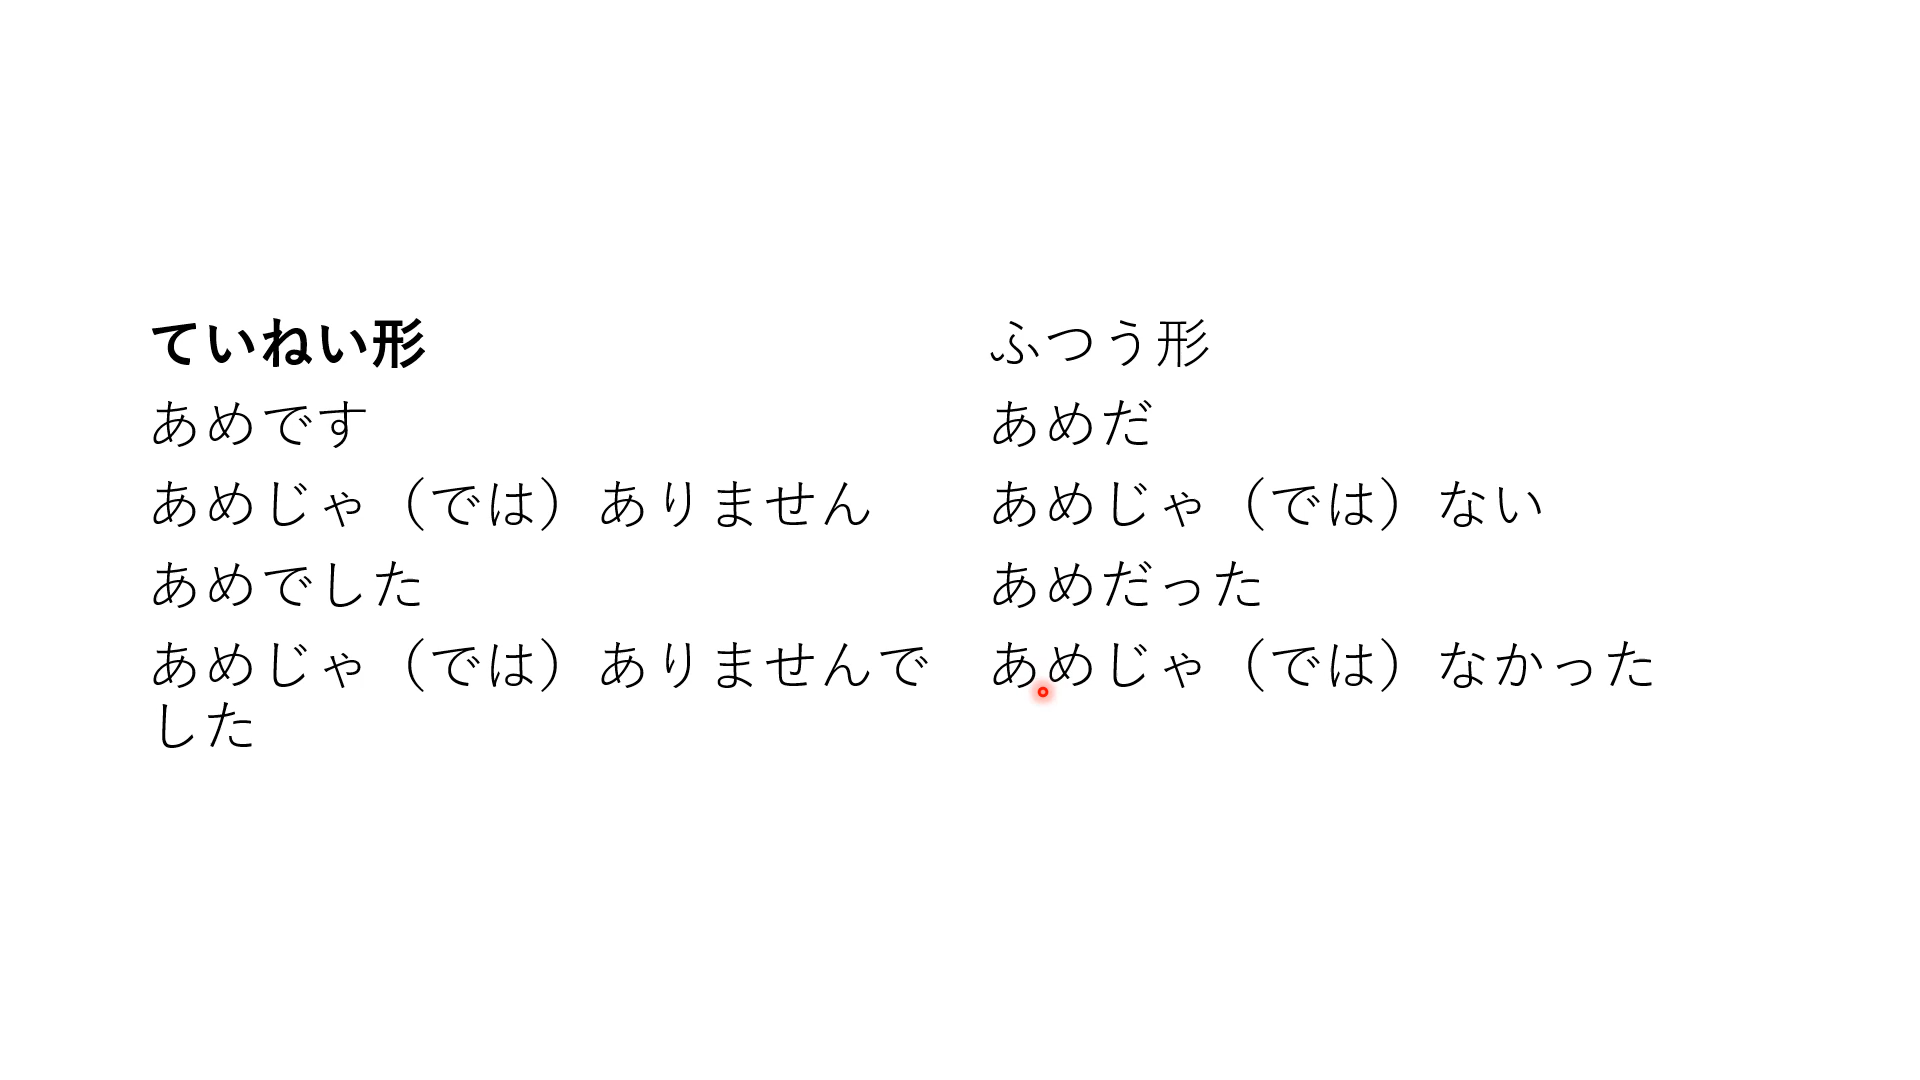 ていねい形
あめです
あめじゃ（では）ありません
あめでした
あめじゃ（では）ありませんで
した
ふつう形
あめだ
あめじゃ（では）ない
あめだった
あめじゃ（では）なかった